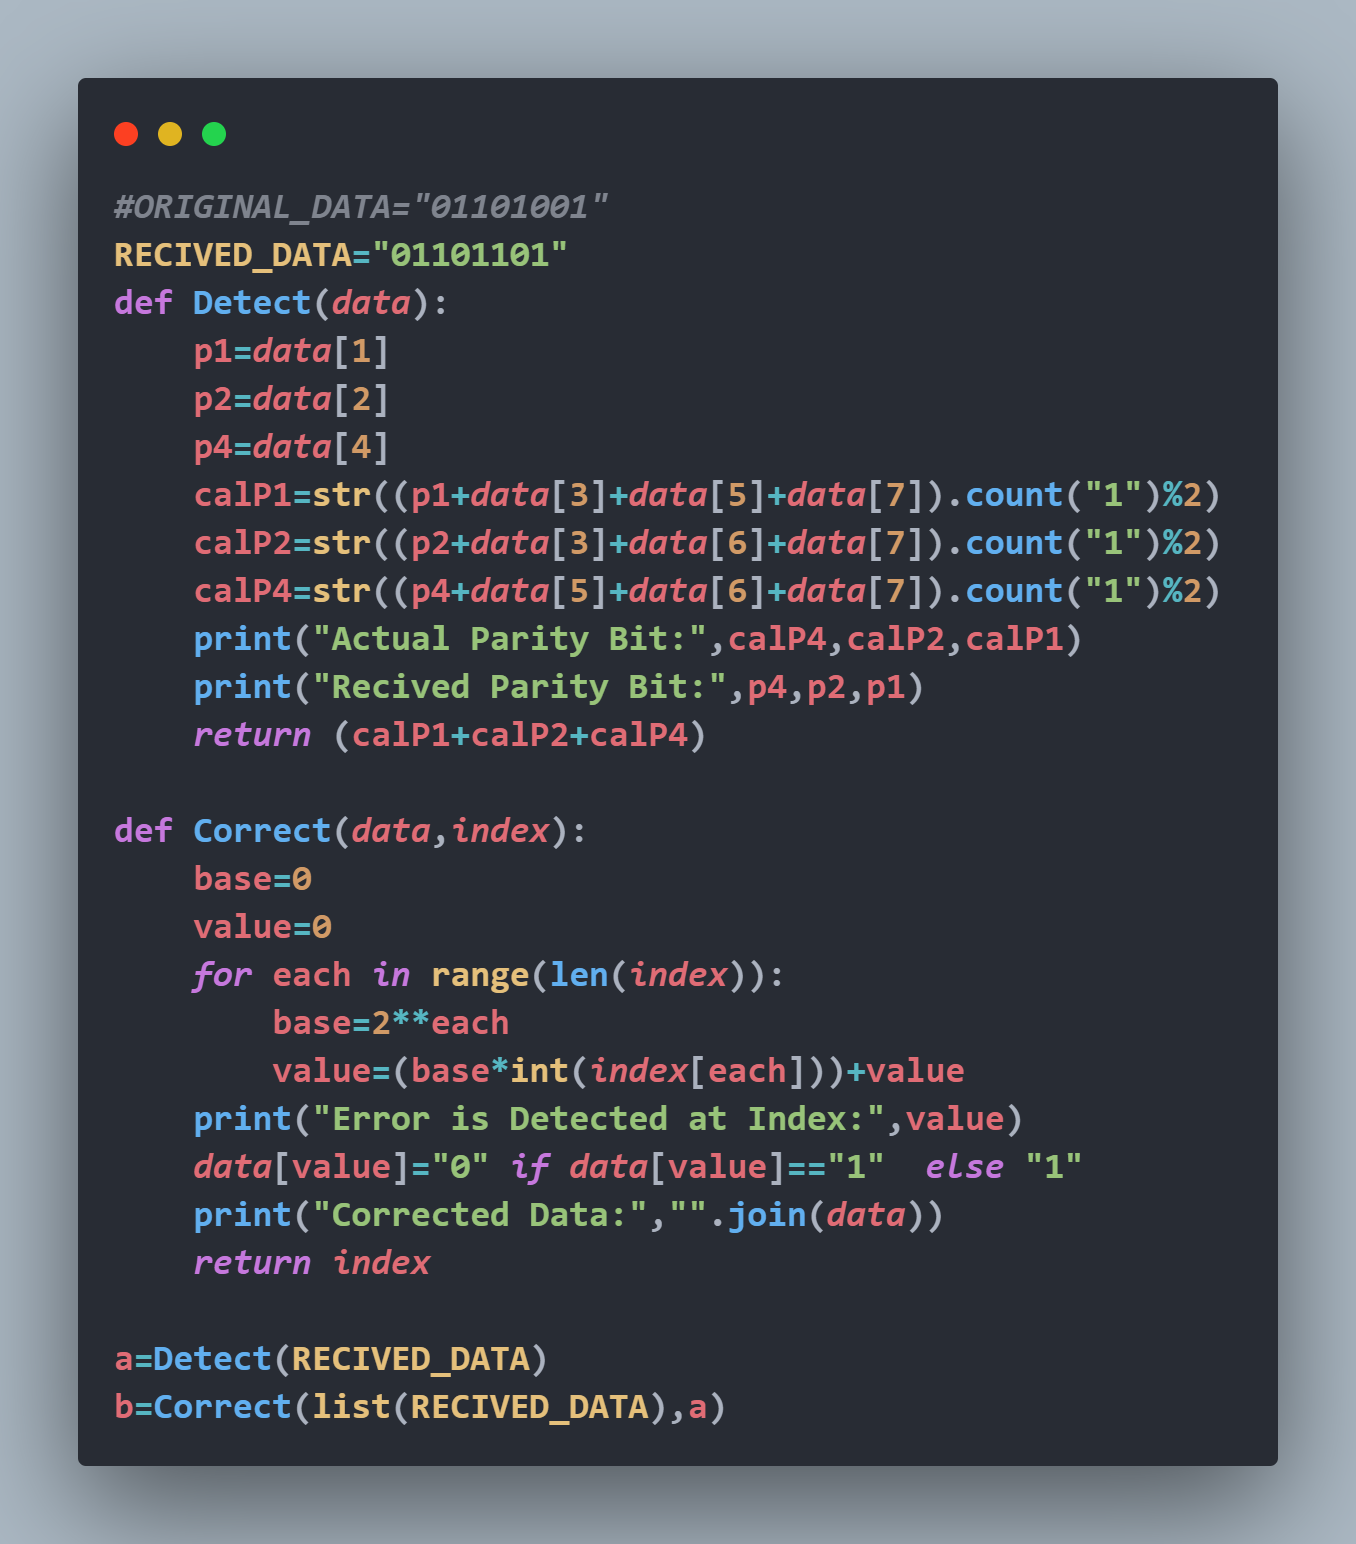 #ORIGINAL_DATA="01101001"
RECIVED_DATA="01101101"
def Detect(data):
    p1=data[1]
    p2=data[2]
    p4=data[4]
    calP1=str((p1+data[3]+data[5]+data[7]).count("1")%2)
    calP2=str((p2+data[3]+data[6]+data[7]).count("1")%2)
    calP4=str((p4+data[5]+data[6]+data[7]).count("1")%2)
    print("Actual Parity Bit:",calP4,calP2,calP1)
    print("Recived Parity Bit:",p4,p2,p1)
    return (calP1+calP2+calP4)

def Correct(data,index):
    base=0
    value=0
    for each in range(len(index)):
        base=2**each
        value=(base*int(index[each]))+value
    print("Error is Detected at Index:",value)
    data[value]="0" if data[value]=="1"  else "1"
    print("Corrected Data:","".join(data))
    return index

a=Detect(RECIVED_DATA)
b=Correct(list(RECIVED_DATA),a)